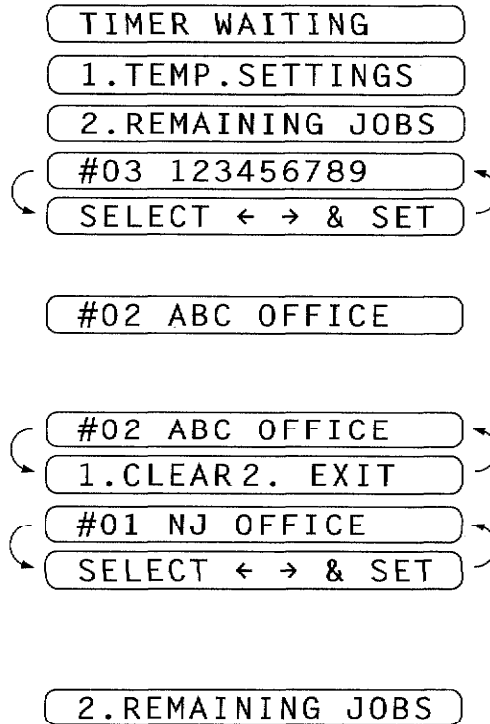 TIMER WAITING
1.TEMP.SETTINGS
2.REMAINING JOBS
#03 123456789
SELECT ← → & SET
#02 ABC OFFICE
#02 ABC OFFICE
1.CLEAR 2. EXIT
#01 NJ OFFICE
SELECT ← → & SET
2.REMAINING JOBS